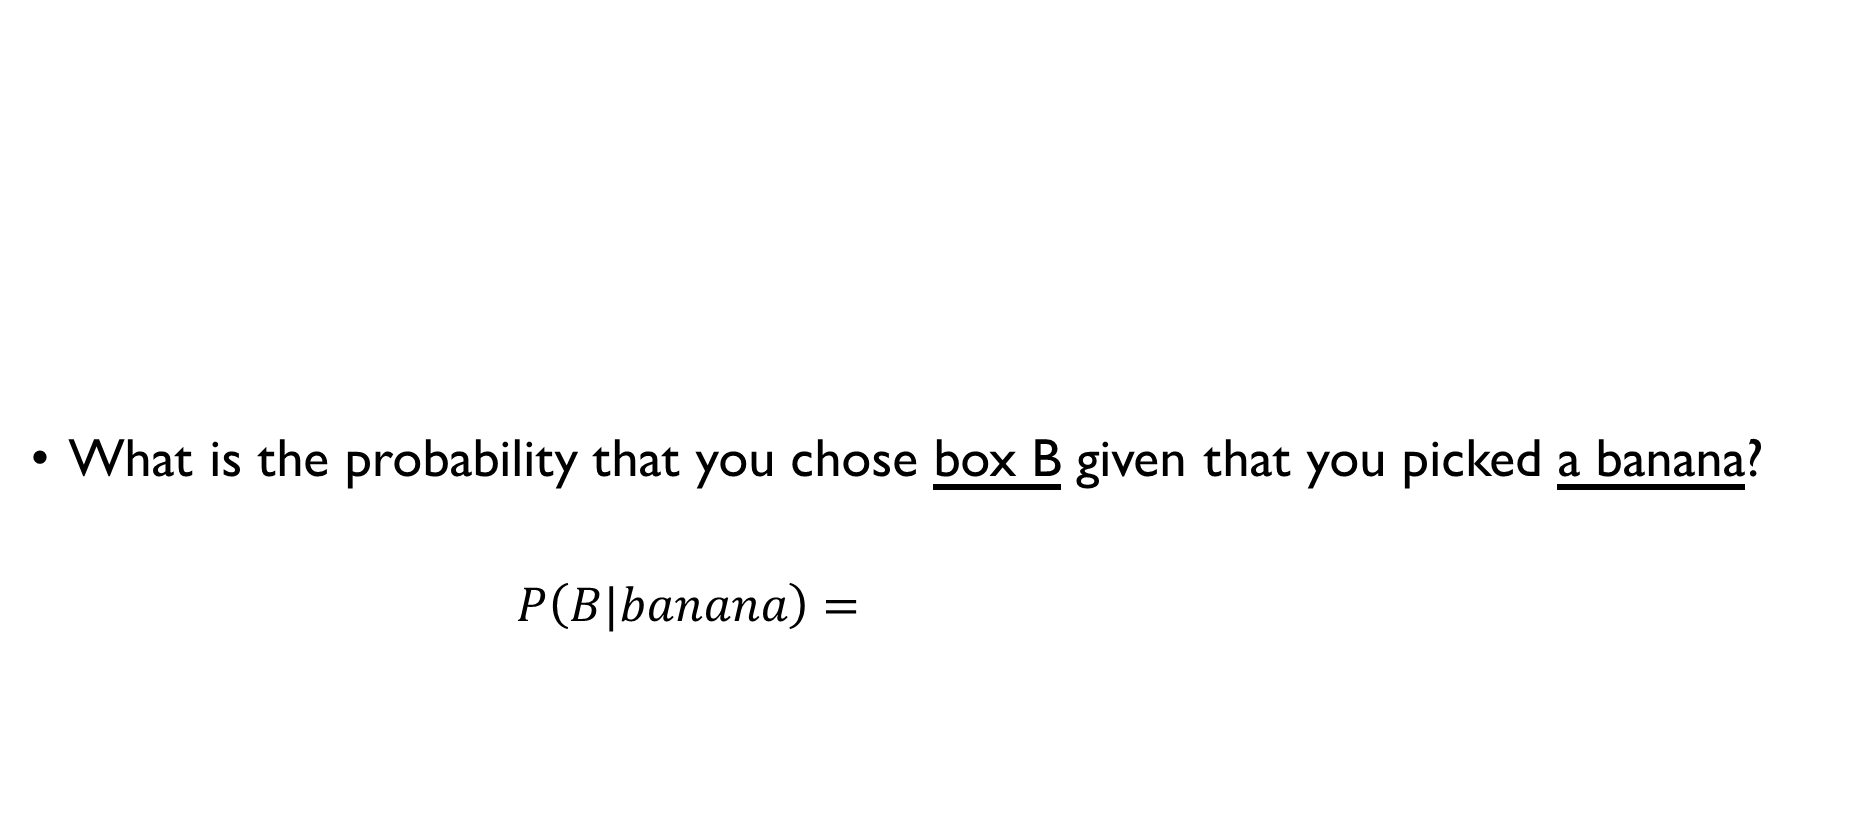 • What is the probability that you chose box B given that you picked a banana?
P(B|banana) =